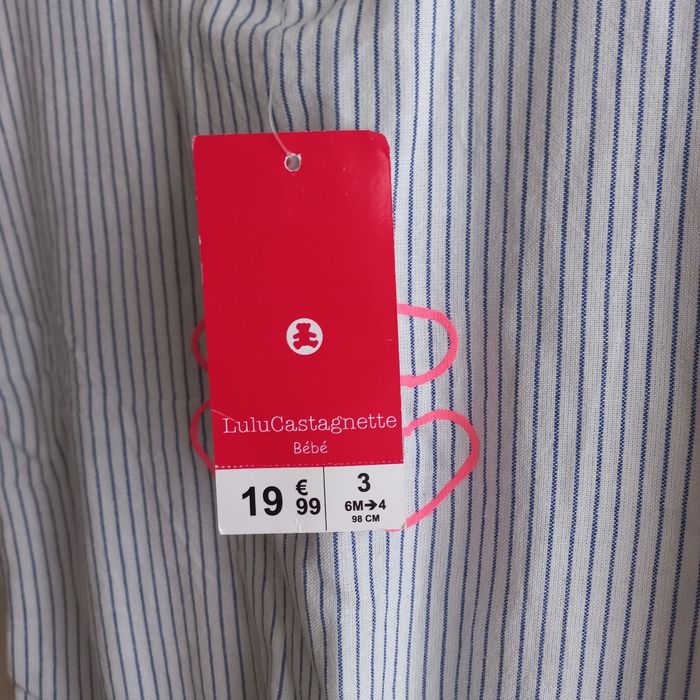 LuluCastagnette
Bébé
19 €99
3
6M→4
98 CM